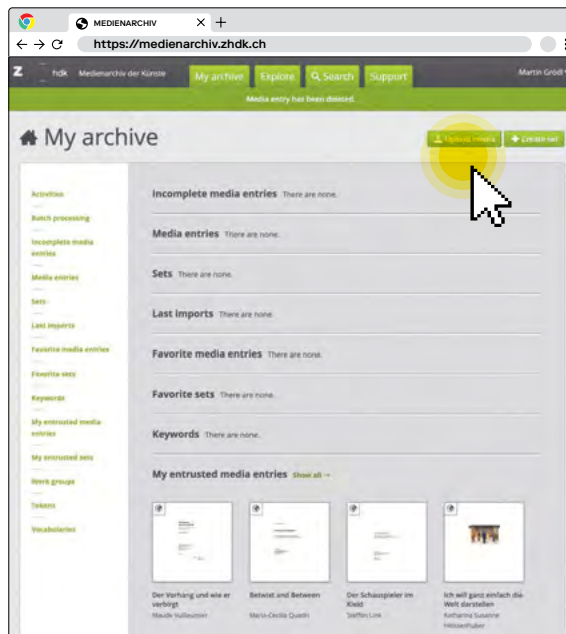 MEDIENARCHIV
https://medienarchiv.zhdk.ch
Z hdk Medienarchiv der Künste My archive Explore Search Support Martin Grödl
Media entry has been deleted.
My archive
Upload media Create set
Activities
Batch processing
Incomplete media
entries
Media entries
Sets
Last imports
Favorite media entries
Favorite sets
Keywords
My entrusted media
entries
My entrusted sets
Work groups
Tokens
Vocabularies
Incomplete media entries There are none.
Media entries There are none.
Sets There are none.
Last imports There are none.
Favorite media entries There are none.
Favorite sets There are none.
Keywords There are none.
My entrusted media entries Show all →
Der Vorhang und wie er
verbirgt
Maude Vuilleumier
Betwixt and Between
Maria-Cecilia Quadri
Der Schauspieler im
Kleid
Steffen Link
Ich will ganz einfach die
Welt darstellen
Katharina Susanne